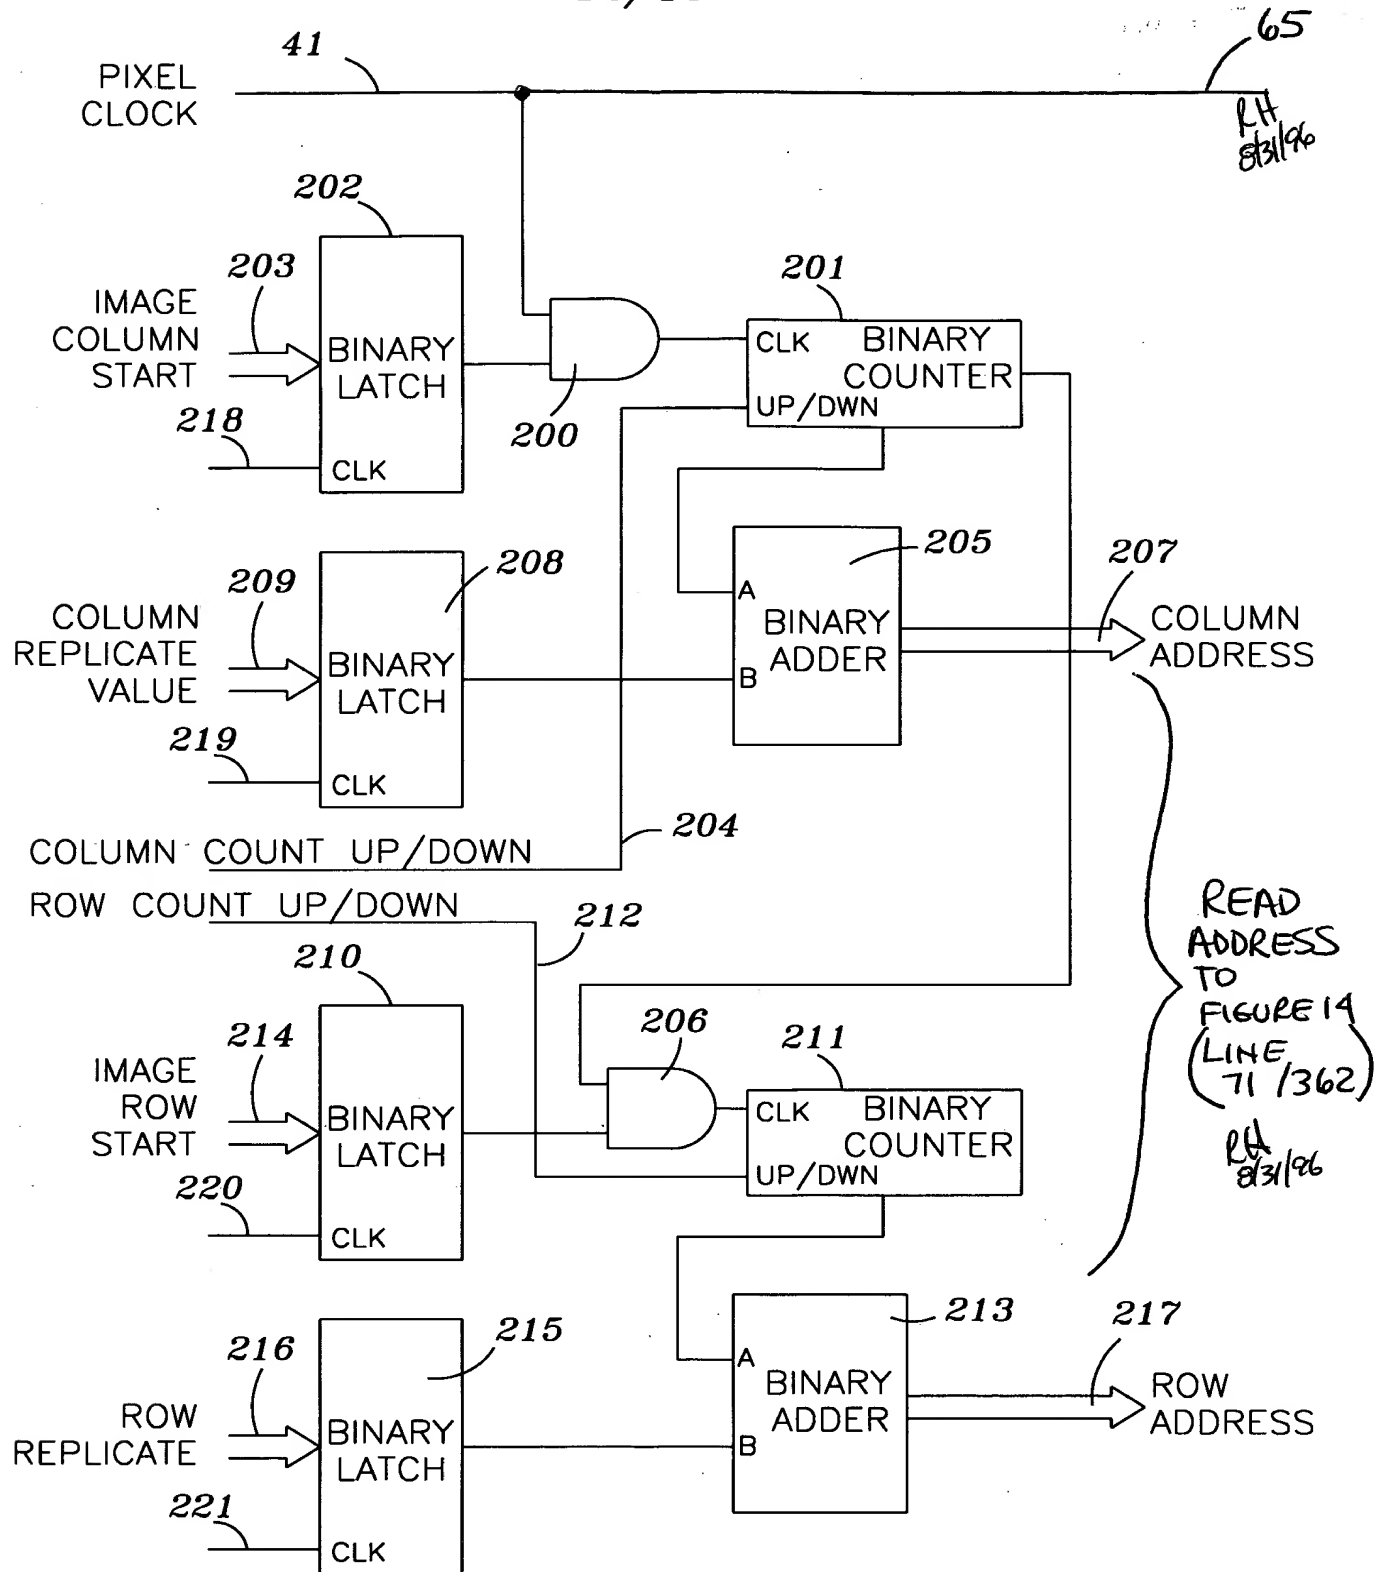 41
65
PIXEL
CLOCK
RH
8/31/96
202
203
201
IMAGE
COLUMN
START
BINARY
LATCH
CLK
BINARY
COUNTER
UP/DWN
200
218
CLK
208
205
207
209
COLUMN
REPLICATE
VALUE
BINARY
LATCH
A
BINARY
ADDER
B
COLUMN
ADDRESS
219
CLK
204
COLUMN COUNT UP/DOWN
ROW COUNT UP/DOWN
212
READ
ADDRESS
TO
FIGURE 14
(LINE
71/362)
RH
8/31/96
210
214
206
211
IMAGE
ROW
START
BINARY
LATCH
CLK
BINARY
COUNTER
UP/DWN
220
CLK
215
213
217
216
ROW
REPLICATE
BINARY
LATCH
A
BINARY
ADDER
B
ROW
ADDRESS
221
CLK